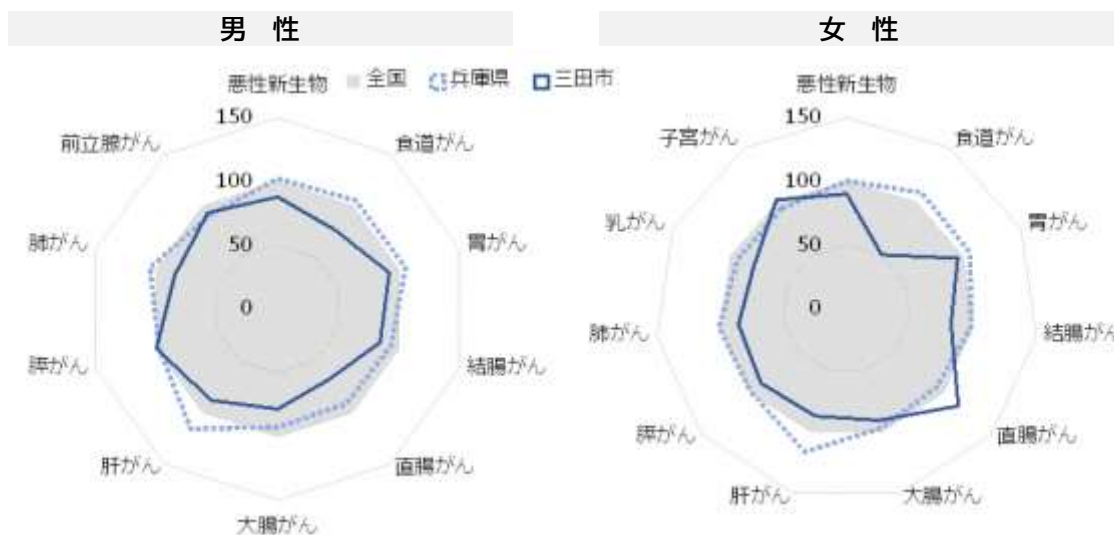 男 性
悪性新生物
全国
兵庫県
三田市
150
100
50
0
食道がん
胃がん
結腸がん
直腸がん
大腸がん
肝がん
膵がん
肺がん
前立腺がん
女 性
悪性新生物
150
100
50
0
食道がん
胃がん
結腸がん
直腸がん
大腸がん
肝がん
膵がん
肺がん
乳がん
子宮がん